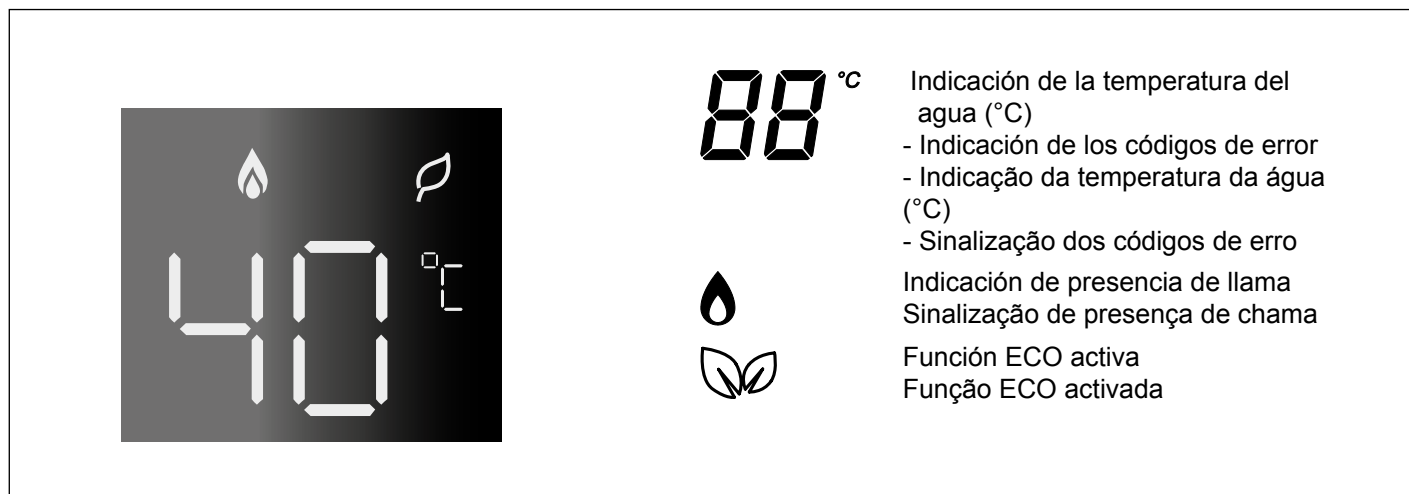 40 °C
88 °C
Indicación de la temperatura del
agua (°C)
- Indicación de los códigos de error
- Indicação da temperatura da água
(°C)
- Sinalização dos códigos de erro
Indicación de presencia de llama
Sinalização de presença de chama
Función ECO activa
Função ECO activada